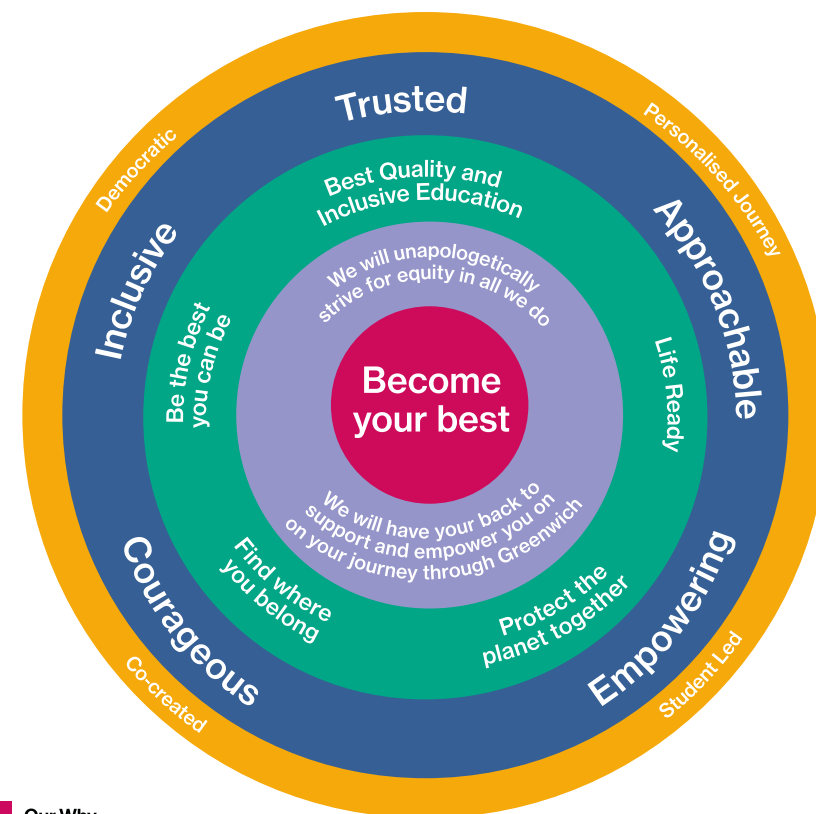 Trusted
Personalised Journey
Democratic
Best Quality and
Inclusive Education
Approachable
Inclusive
We will unapologetically
strive for equity in all we do
Be the best
you can be
Life Ready
Become
your best
We will have your back to
support and empower you on
on your journey through Greenwich
Find where
you belong
Protect the
planet together
Courageous
Empowering
Co-created
Student Led
Our Why